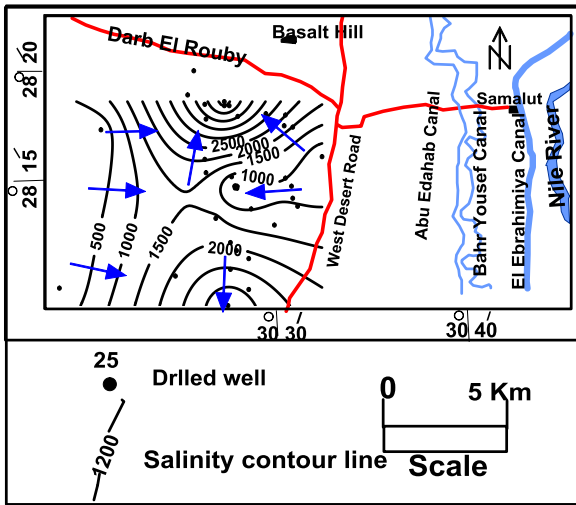 Darb El Rouby
Basalt Hill
N
28 20
28 15
Samalut
Abu Edahab Canal
Bahr Yousef Canal
El Ebrahimiya Canal
Nile River
West Desert Road
2500
2000
1500
1000
500
1000
1500
2000
30 30
30 40
25
Drlled well
1200
Salinity contour line
0
5 Km
Scale